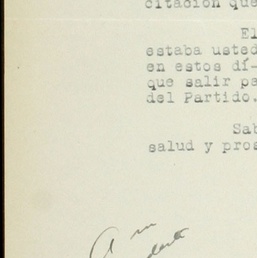 citación que
El
estaba usted
en estos dí-
que salir pa
del Partido.
Sab
salud y pros